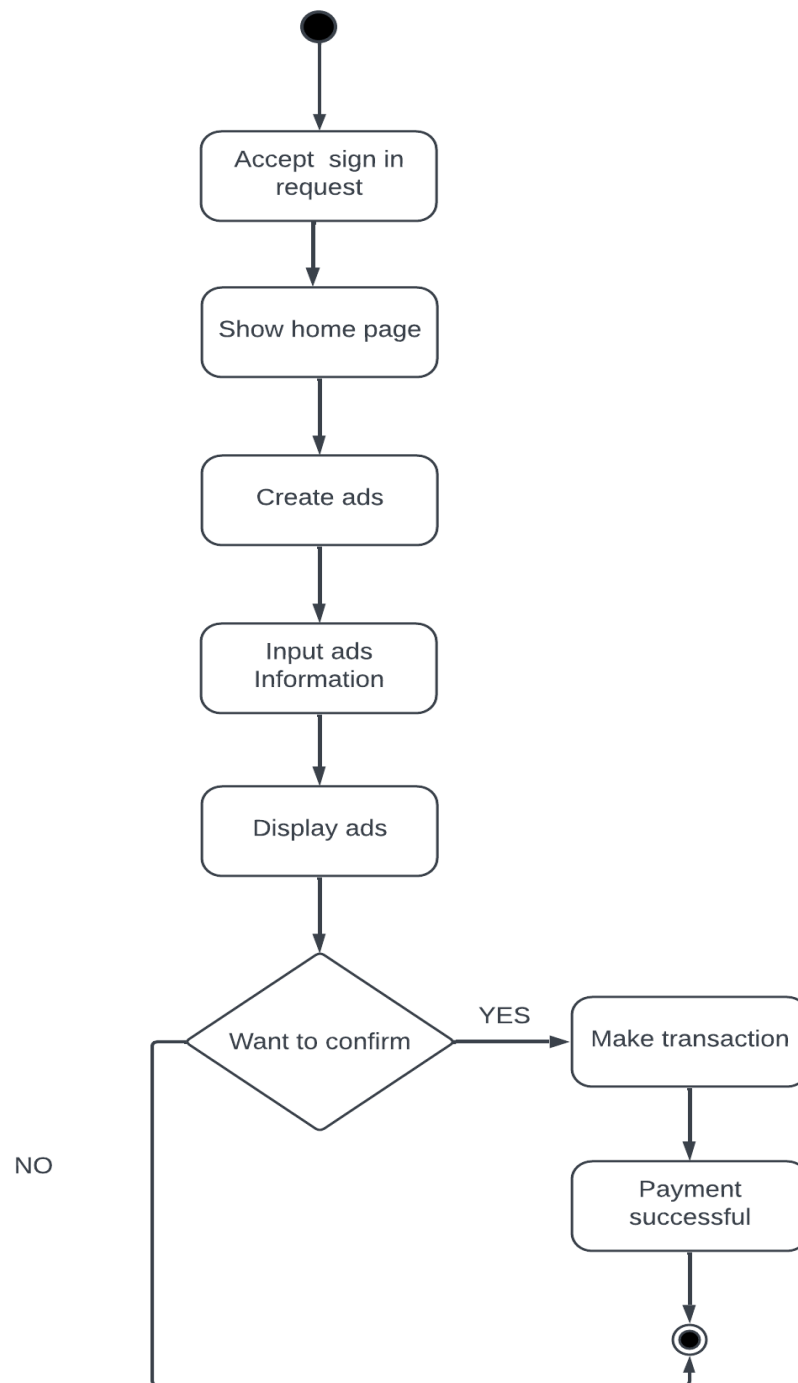 Accept  sign in
request
Show home page
Create ads
Input ads
Information
Display ads
Want to confirm
YES
Make transaction
NO
Payment
successful